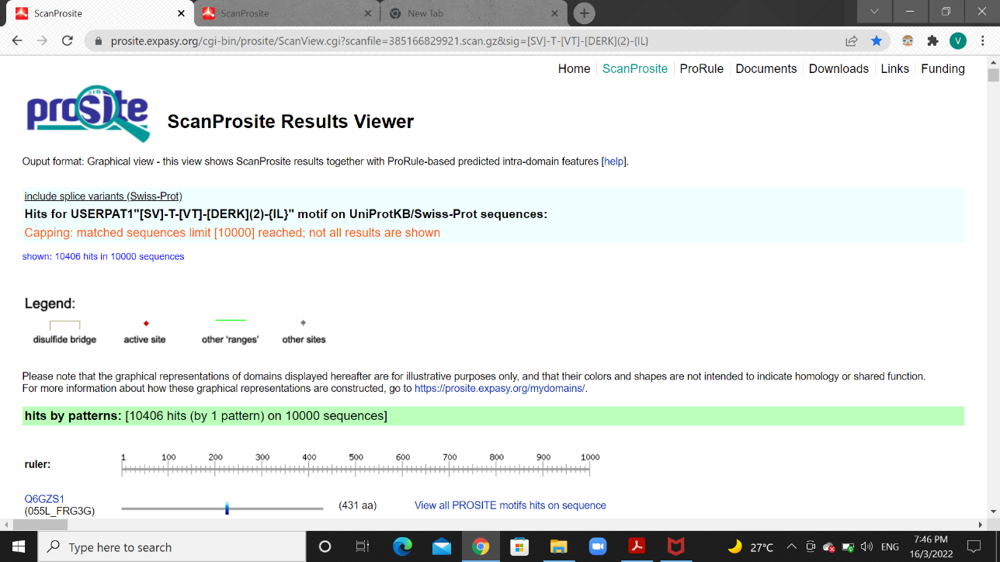 ScanProsite
ScanProsite
New Tab
prosite.expasy.org/cgi-bin/prosite/ScanView.cgi?scanfile=385166829921.scan.gz&sig=[SV]-T-[VT]-[DERK](2)-{IL}
V
Home ScanProsite ProRule Documents Downloads Links Funding
prosite
ScanProsite Results Viewer
Ouput format: Graphical view - this view shows ScanProsite results together with ProRule-based predicted intra-domain features [help].
include splice variants (Swiss-Prot)
Hits for USERPAT1"[SV]-T-[VT]-[DERK](2)-{IL}" motif on UniProtKB/Swiss-Prot sequences:
Capping: matched sequences limit [10000] reached; not all results are shown
shown: 10406 hits in 10000 sequences
Legend:
disulfide bridge active site other 'ranges' other sites
Please note that the graphical representations of domains displayed hereafter are for illustrative purposes only, and that their colors and shapes are not intended to indicate homology or shared function.
For more information about how these graphical representations are constructed, go to https://prosite.expasy.org/mydomains/.
hits by patterns: [10406 hits (by 1 pattern) on 10000 sequences]
1 100 200 300 400 500 600 700 800 900 1000
ruler:
Q6GZS1
(055L_FRG3G)
(431 aa)
View all PROSITE motifs hits on sequence
Type here to search
27°C
ENG
7:46 PM
16/3/2022